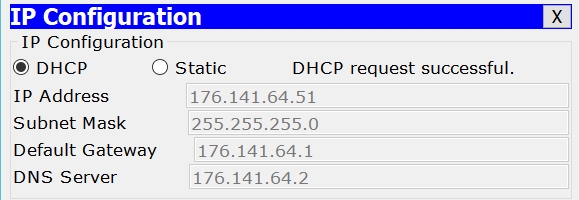 IP Configuration X
IP Configuration
DHCP Static DHCP request successful.
IP Address 176.141.64.51
Subnet Mask 255.255.255.0
Default Gateway 176.141.64.1
DNS Server 176.141.64.2